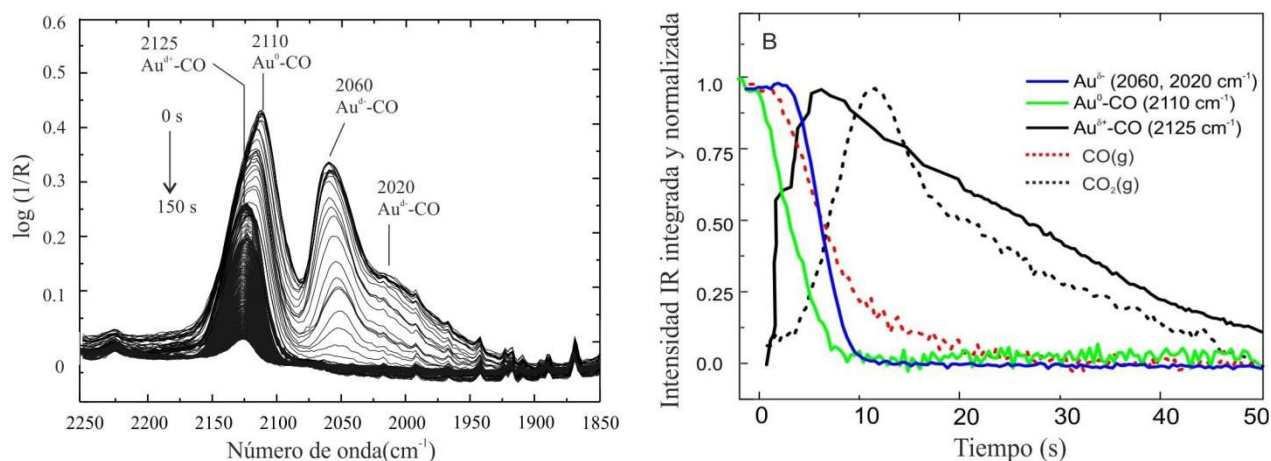 0.6
0.5
0.4
0.3
0.2
0.1
0
log (1/R)
2125
Au^d+-CO
2110
Au^0-CO
2060
Au^d-CO
2020
Au^d-CO
0s
150 s
2250 2200 2150 2100 2050 2000 1950 1900 1850
Número de onda(cm⁻¹)
B
Intensidad IR integrada y normalizada
1.0
0.75
0.50
0.25
0.0
Au^δ- (2060, 2020 cm⁻¹)
Au⁰-CO (2110 cm⁻¹)
Au^δ+-CO (2125 cm⁻¹)
CO(g)
CO₂(g)
0 10 20 30 40 50
Tiempo (s)